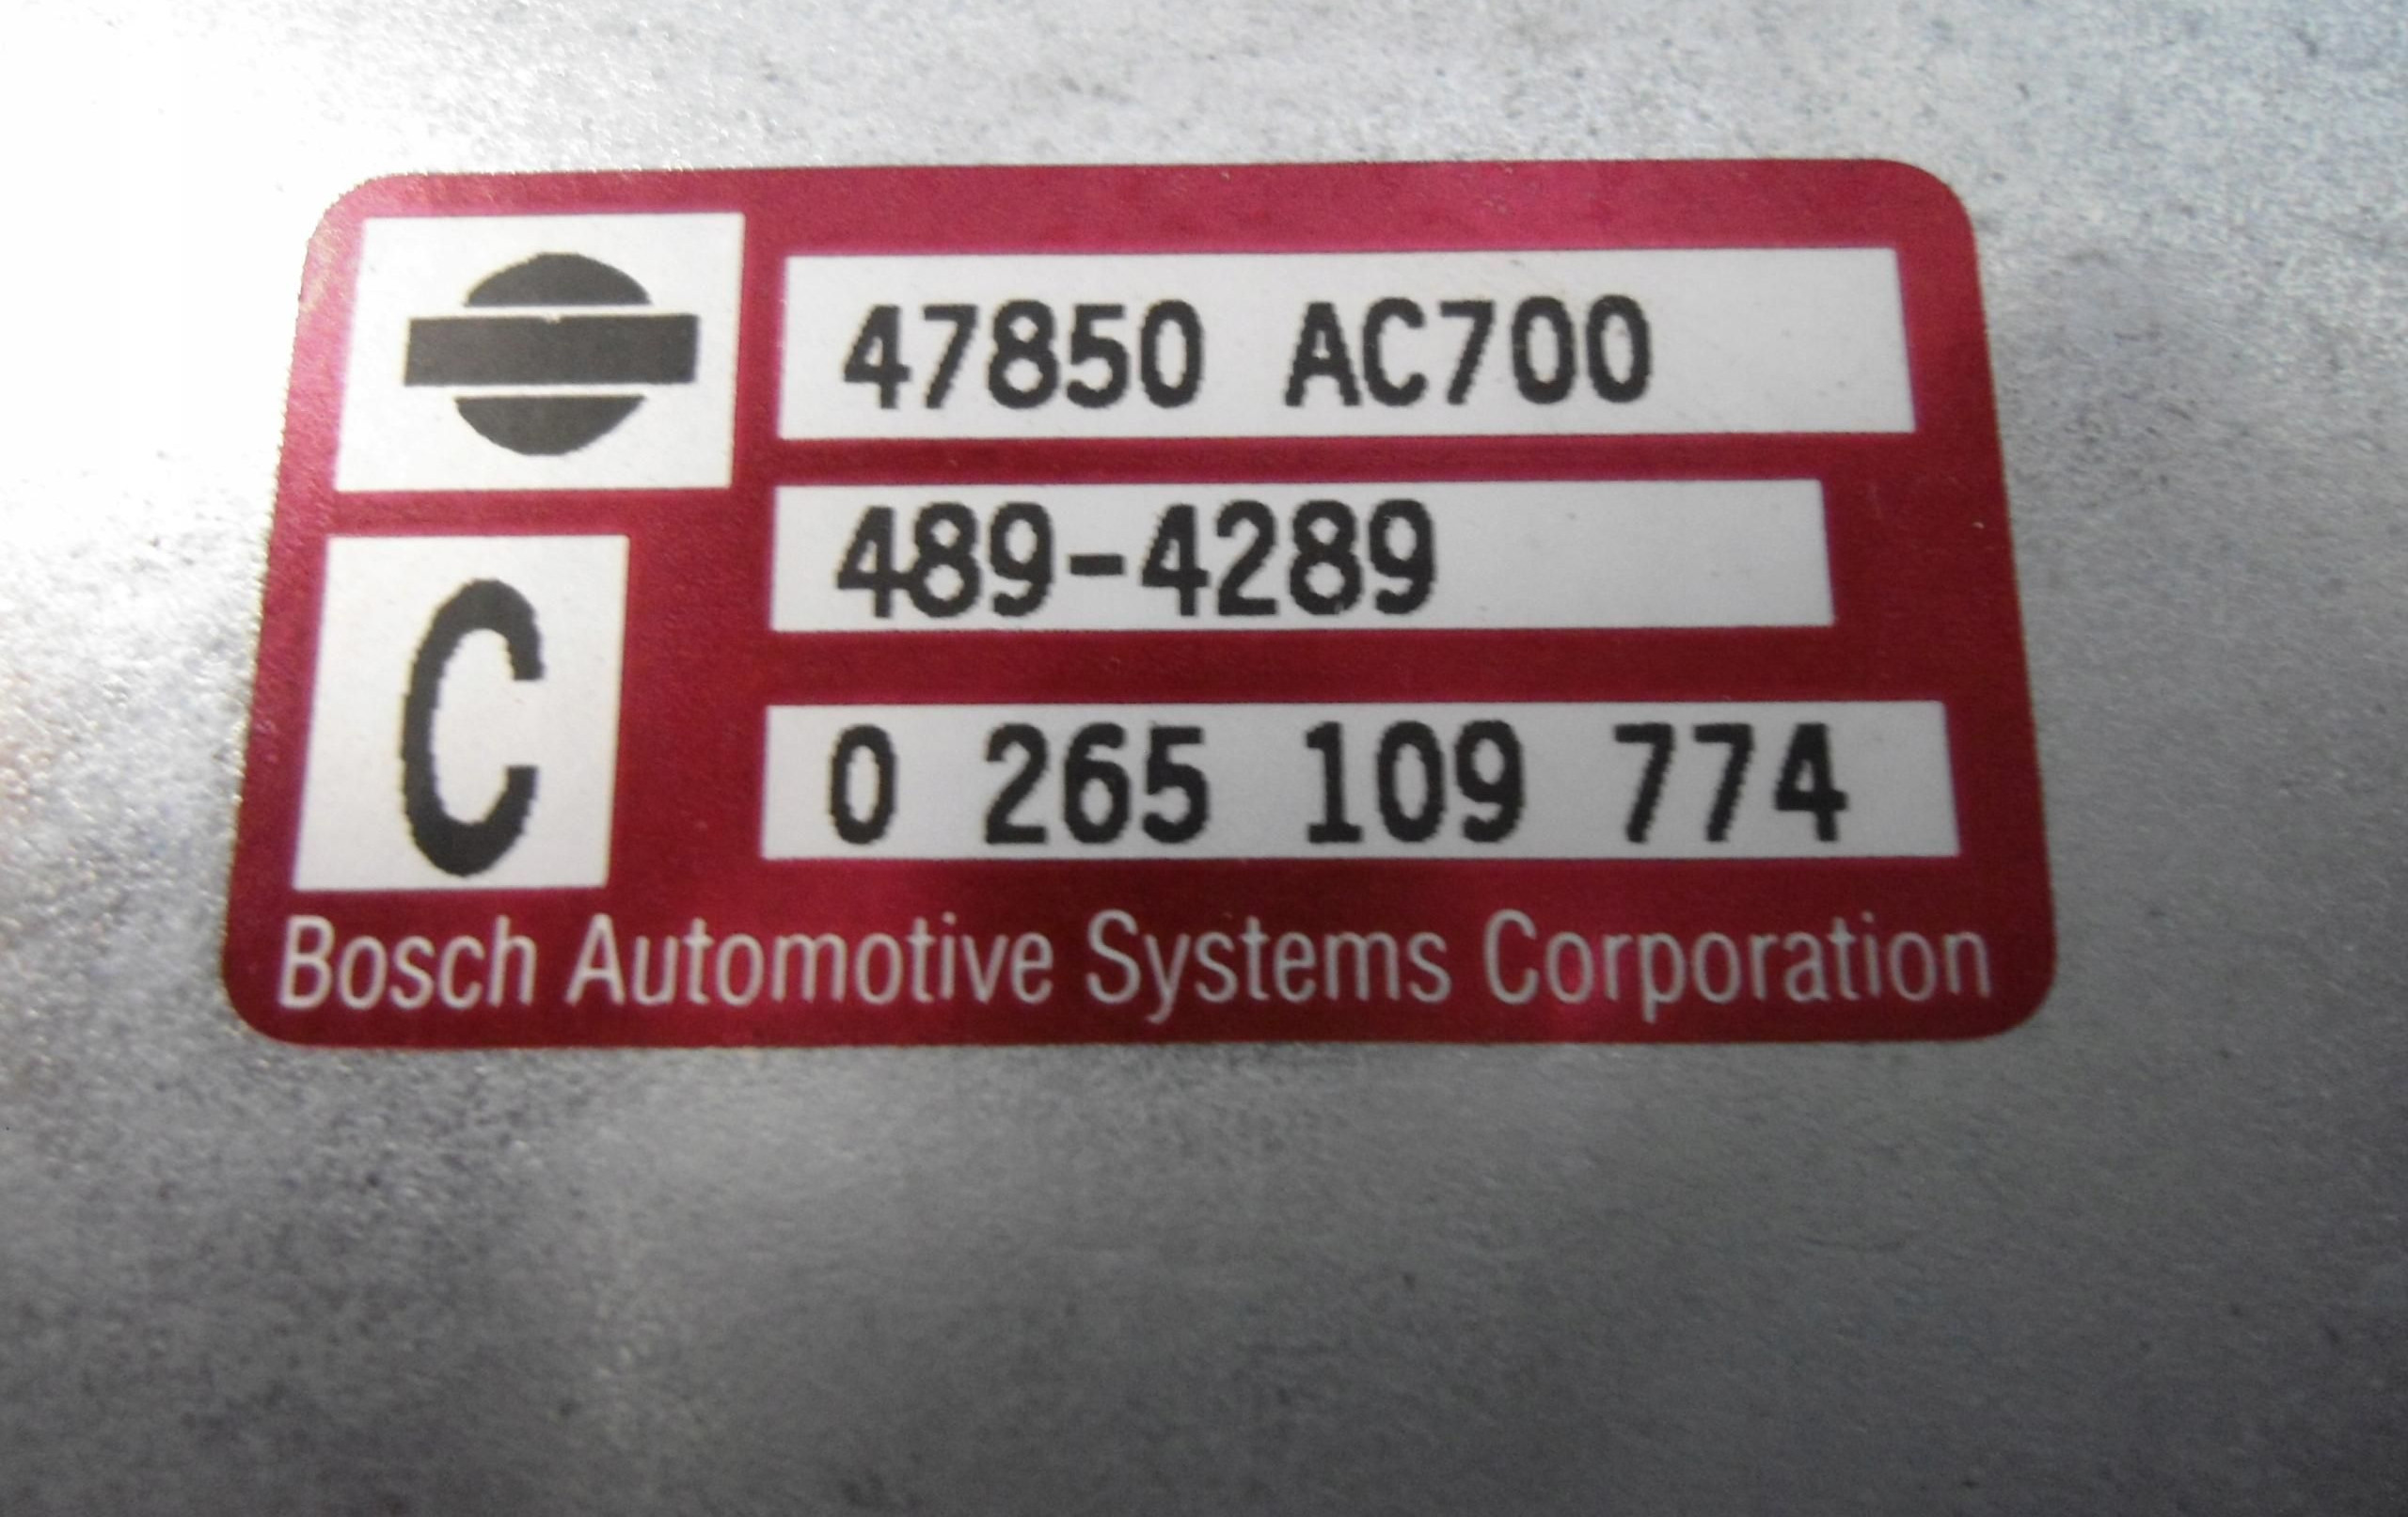 47850 AC700
489-4289
C
0 265 109 774
Bosch Automotive Systems Corporation